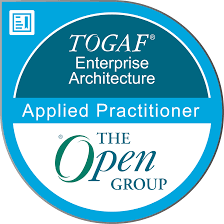 TOGAF®
Enterprise
Architecture
Applied Practitioner
THE
Open®
GROUP